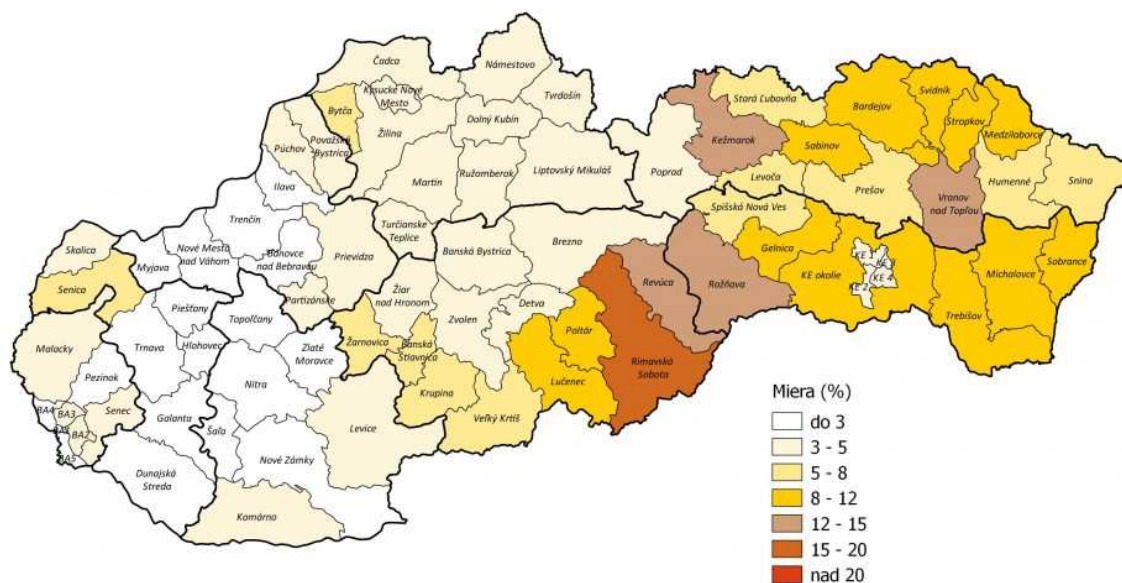 Čadca
Námestovo
Kysucké Nové
Mesto
Tvrdošín
Bytča
Dolný Kubín
Žilina
Považská
Bystrica
Púchov
Ilava
Martin
Ružomberok
Liptovský Mikuláš
Poprad
Kežmarok
Stará Ľubovňa
Sabinov
Levoča
Prešov
Bardejov
Svidník
Stropkov
Medzilaborce
Vranov
nad Topľou
Humenné
Snina
Spišská Nová Ves
Gelnica
KE okolie
KE 1
KE 2
KE 4
Rožňava
Trebišov
Michalovce
Sobrance
Skalica
Senica
Myjava
Nové Mesto
nad Váhom
Trenčín
Bánovce
nad Bebravou
Prievidza
Turčianske
Teplice
Banská Bystrica
Brezno
Revúca
Partizánske
Žiar
nad Hronom
Zvolen
Detva
Poltár
Rimavská
Sobota
Lučenec
Žarnovica
Banská
Štiavnica
Krupina
Veľký Krtíš
Piešťany
Topoľčany
Malacky
Trnava
Hlohovec
Zlaté
Moravce
Pezinok
Nitra
BA4
BA3
BA2
BA5
Senec
Galanta
Šaľa
Levice
Nové Zámky
Dunajská
Streda
Komárno
Miera (%)
do 3
3 - 5
5 - 8
8 - 12
12 - 15
15 - 20
nad 20